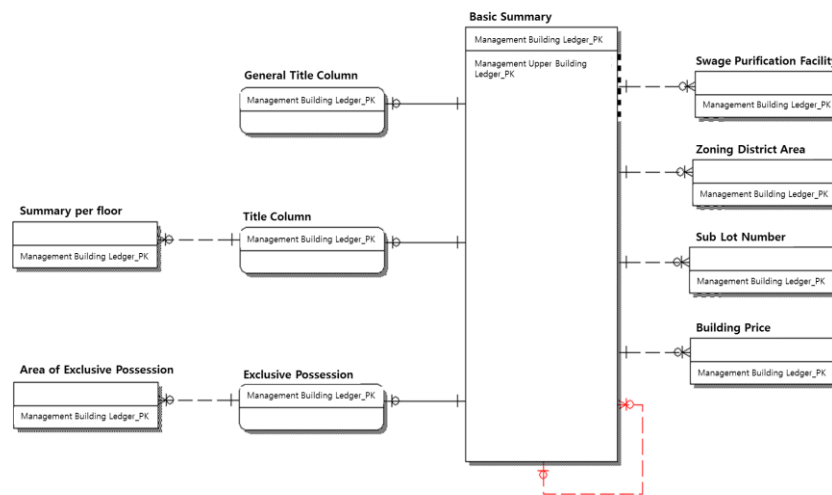 Basic Summary
Management Building Ledger_PK
Management Upper Building
Ledger_PK
General Title Column
Management Building Ledger_PK
Title Column
Management Building Ledger_PK
Exclusive Possession
Management Building Ledger_PK
Summary per floor
Management Building Ledger_PK
Area of Exclusive Possession
Management Building Ledger_PK
Swage Purification Facility
Management Building Ledger_PK
Zoning District Area
Management Building Ledger_PK
Sub Lot Number
Management Building Ledger_PK
Building Price
Management Building Ledger_PK